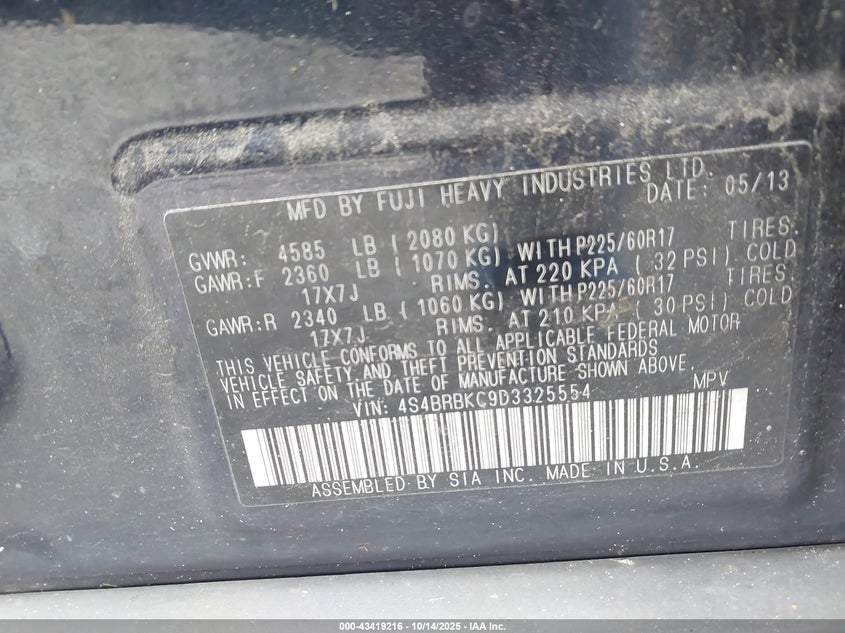 MFD BY FUJI HEAVY INDUSTRIES LTD.
DATE: 05/13
GVWR: 4585 LB (2080 KG)
GAWR:F 2360 LB (1070 KG) WITH P225/60R17 TIRES.
17X7J RIMS. AT 220 KPA (32 PSI) COLD
GAWR:R 2340 LB (1060 KG) WITH P225/60R17 TIRES
17X7J RIMS. AT 210 KPA (30 PSI) COLD
THIS VEHICLE CONFORMS TO ALL APPLICABLE FEDERAL MOTOR
VEHICLE SAFETY AND THEFT PREVENTION STANDARDS
IN EFFECT ON THE DATE OF MANUFACTURE SHOWN ABOVE.
VIN: 4S4BRBKC9D3325554 MPV
ASSEMBLED BY SIA INC. MADE IN U.S.A.
000-43419216 - 10/14/2025 - IAA Inc.